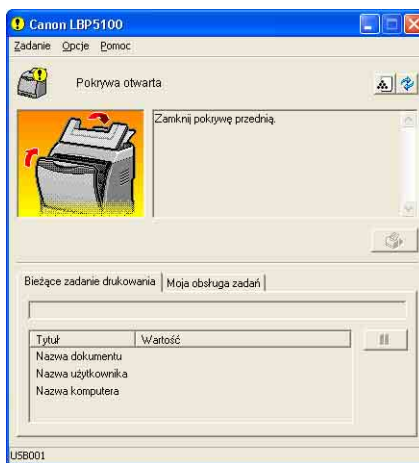 Canon LBP5100
Zadanie Opcje Pomoc
Pokrywa otwarta
Zamknij pokrywę przednią.
Bieżące zadanie drukowania Moja obsługa zadań
Tytuł Wartość
Nazwa dokumentu
Nazwa użytkownika
Nazwa komputera
USB001